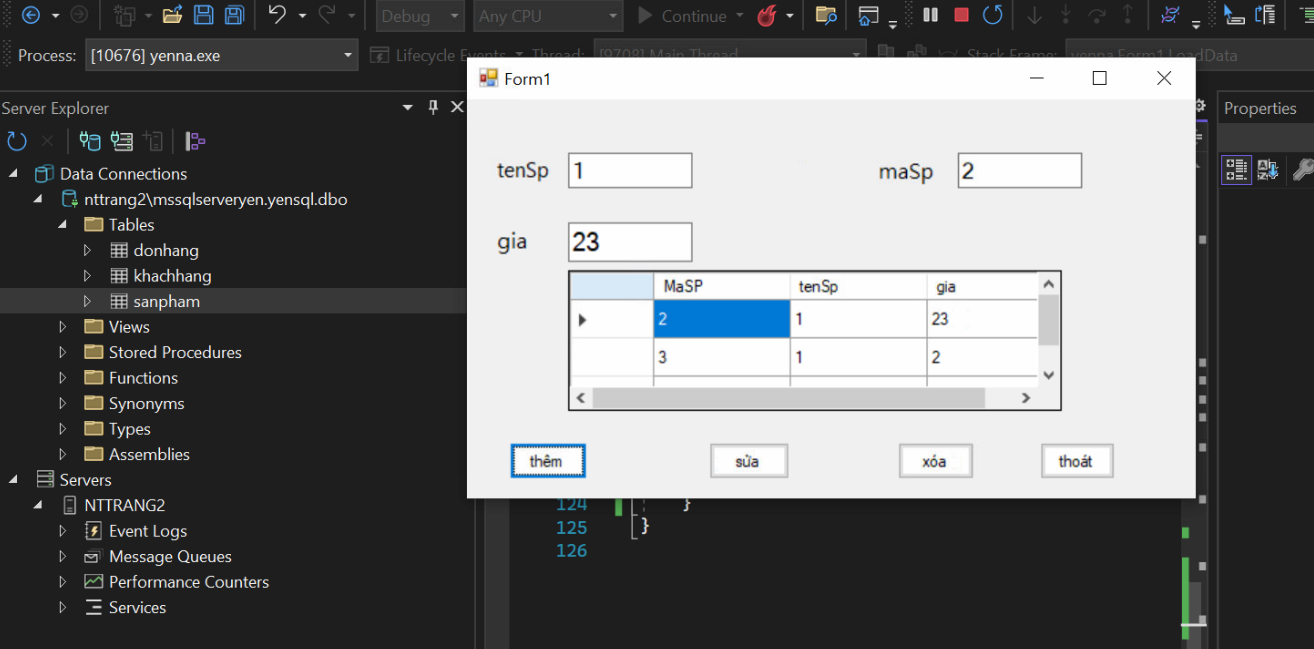 Debug Any CPU Continue
Process: [10676] yenna.exe Lifecycle Events Thread: [9708] Main Thread Stack Frame: yenna.Form1.LoadData
Server Explorer
Data Connections
nttrang2\mssqlserveryen.yensql.dbo
Tables
donhang
khachhang
sanpham
Views
Stored Procedures
Functions
Synonyms
Types
Assemblies
Servers
NTTRANG2
Event Logs
Message Queues
Performance Counters
Services
Form1
tenSp 1 maSp 2
gia 23
MaSP tenSp gia
2 1 23
3 1 2
thêm sửa xóa thoát
124 }
125 }
126
Properties